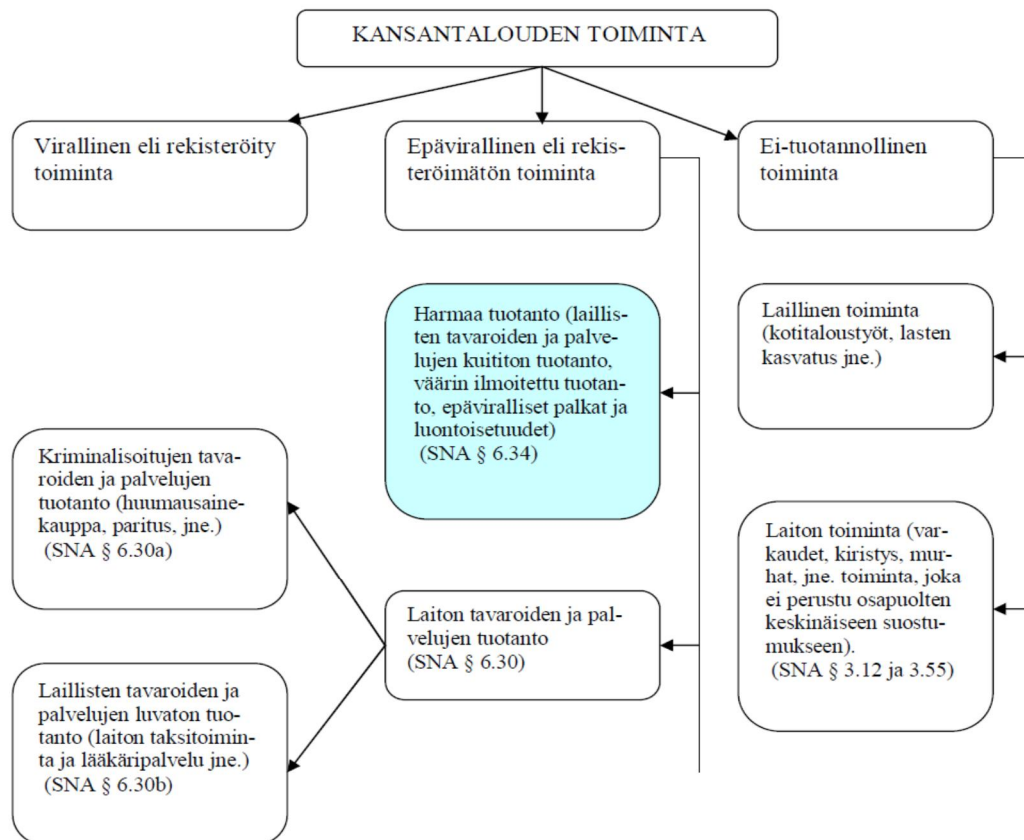 KANSANTALOUDEN TOIMINTA
Virallinen eli rekisteröity
toiminta
Epävirallinen eli rekis-
teröimätön toiminta
Ei-tuotannollinen
toiminta
Harmaa tuotanto (laillis-
ten tavaroiden ja palve-
lujen kuititon tuotanto,
väärin ilmoitettu tuotan-
to, epäviralliset palkat ja
luontoisetuudet)
(SNA § 6.34)
Laillinen toiminta
(kotitaloustyöt, lasten
kasvatus jne.)
Kriminalisoitujen tava-
roiden ja palvelujen
tuotanto (huumausaine-
kauppa, paritus, jne.)
(SNA § 6.30a)
Laiton tavaroiden ja pal-
velujen tuotanto
(SNA § 6.30)
Laiton toiminta (var-
kaudet, kiristys, mur-
hat, jne. toiminta, joka
ei perustu osapuolten
keskinäiseen suostu-
mukseen).
(SNA § 3.12 ja 3.55)
Laillisten tavaroiden ja
palvelujen luvaton tuo-
tanto (laiton taksitoimin-
ta ja lääkäripalvelu jne.)
(SNA § 6.30b)